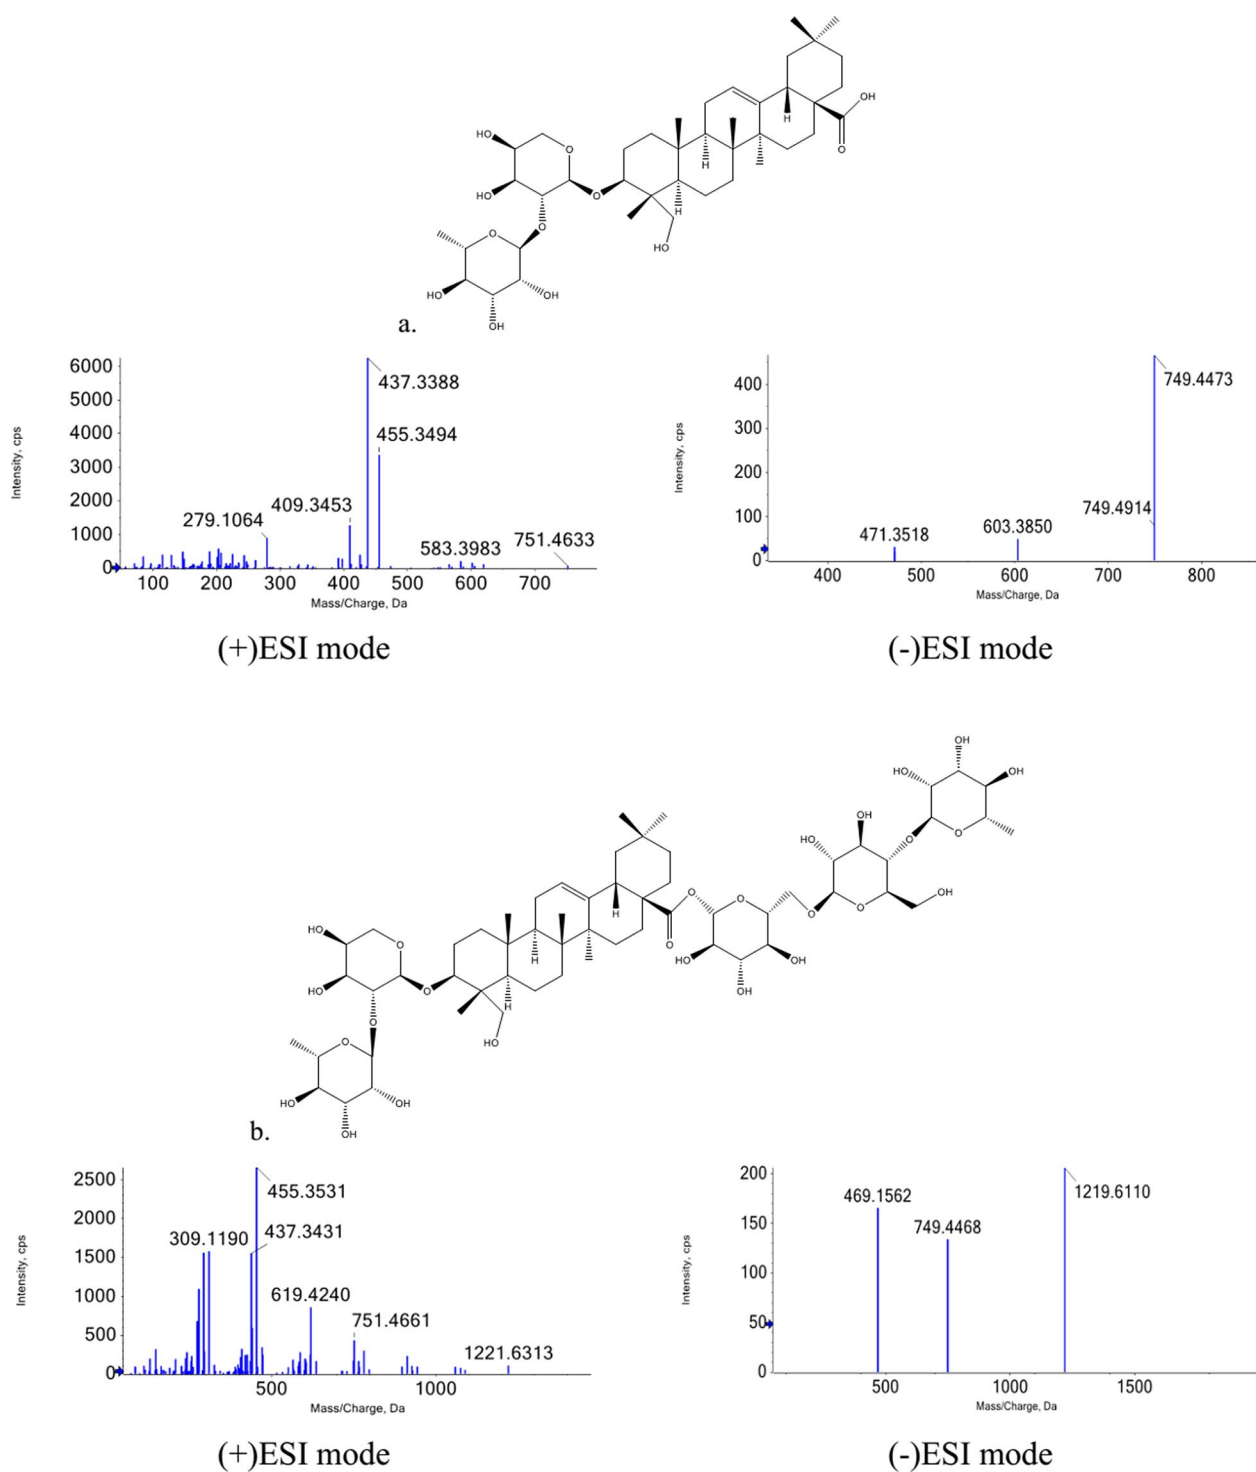 OH
H
HO
O
O
OH
H
HO
O
H
O
HO
O
HO
OH
OH
a.
6000
5000
4000
3000
2000
1000
0
Intensity, cps
437.3388
455.3494
409.3453
279.1064
583.3983
751.4633
100 200 300 400 500 600 700
Mass/Charge, Da
(+)ESI mode
400
300
200
100
0
Intensity, cps
749.4473
749.4914
603.3850
471.3518
400 500 600 700 800
Mass/Charge, Da
(-)ESI mode
OH
HO OH
OH
HO O O
O OH
O O O
H O
HO O O HO OH
H OH
HO O H
O HO
O
HO OH
OH
b.
2500
2000
1500
1000
500
0
Intensity, cps
455.3531
437.3431
309.1190
619.4240
751.4661
1221.6313
500 1000
Mass/Charge, Da
(+)ESI mode
200
150
100
50
0
Intensity, cps
1219.6110
469.1562
749.4468
500 1000 1500
Mass/Charge, Da
(-)ESI mode